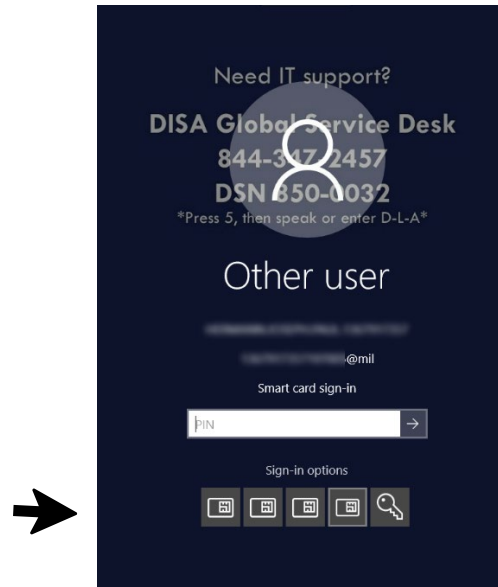 Need IT support?
DISA Global Service Desk
844-347-2457
DSN 850-0032
*Press 5, then speak or enter D-L-A*
Other user
@mil
Smart card sign-in
PIN
Sign-in options